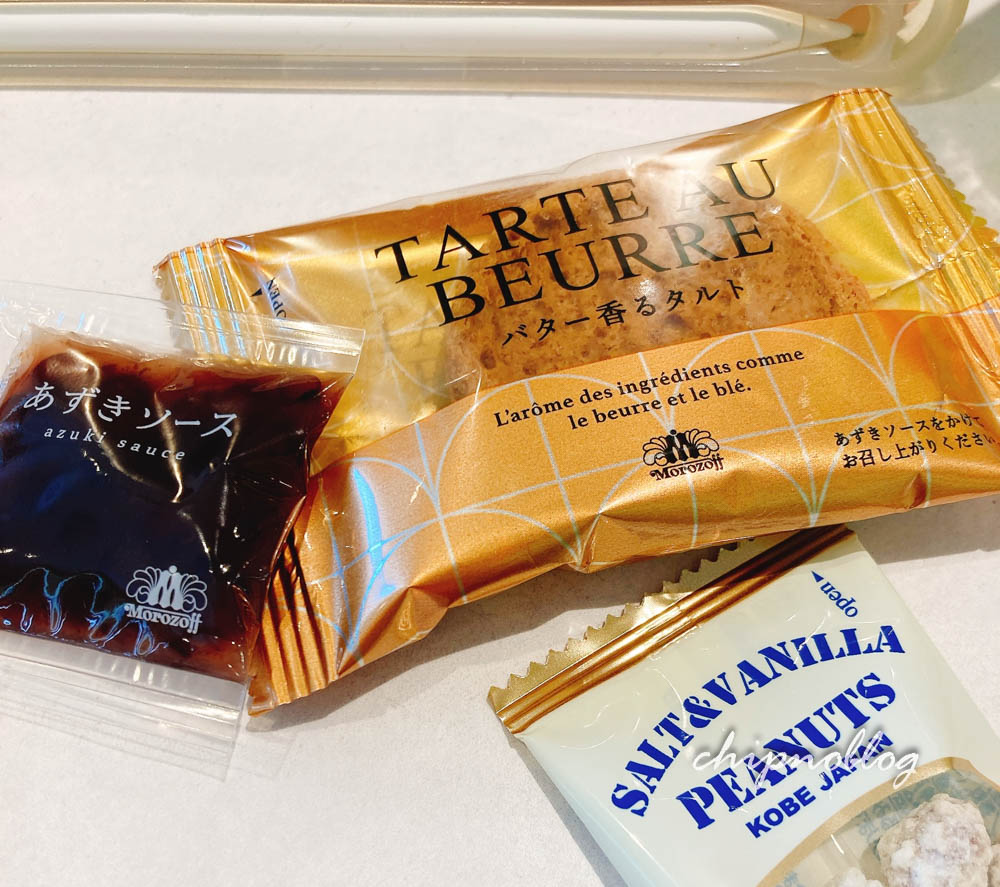 OPEN
TARTE AU
BEURRE
バター香るタルト
L'arôme des ingrédients comme
le beurre et le blé.
Morozoff
あずきソースをかけて
お召し上がりください
あずきソース
azuki sauce
Morozoff
open
SALT&VANILLA
PEANUTS
KOBE JAPAN
chipnoblog